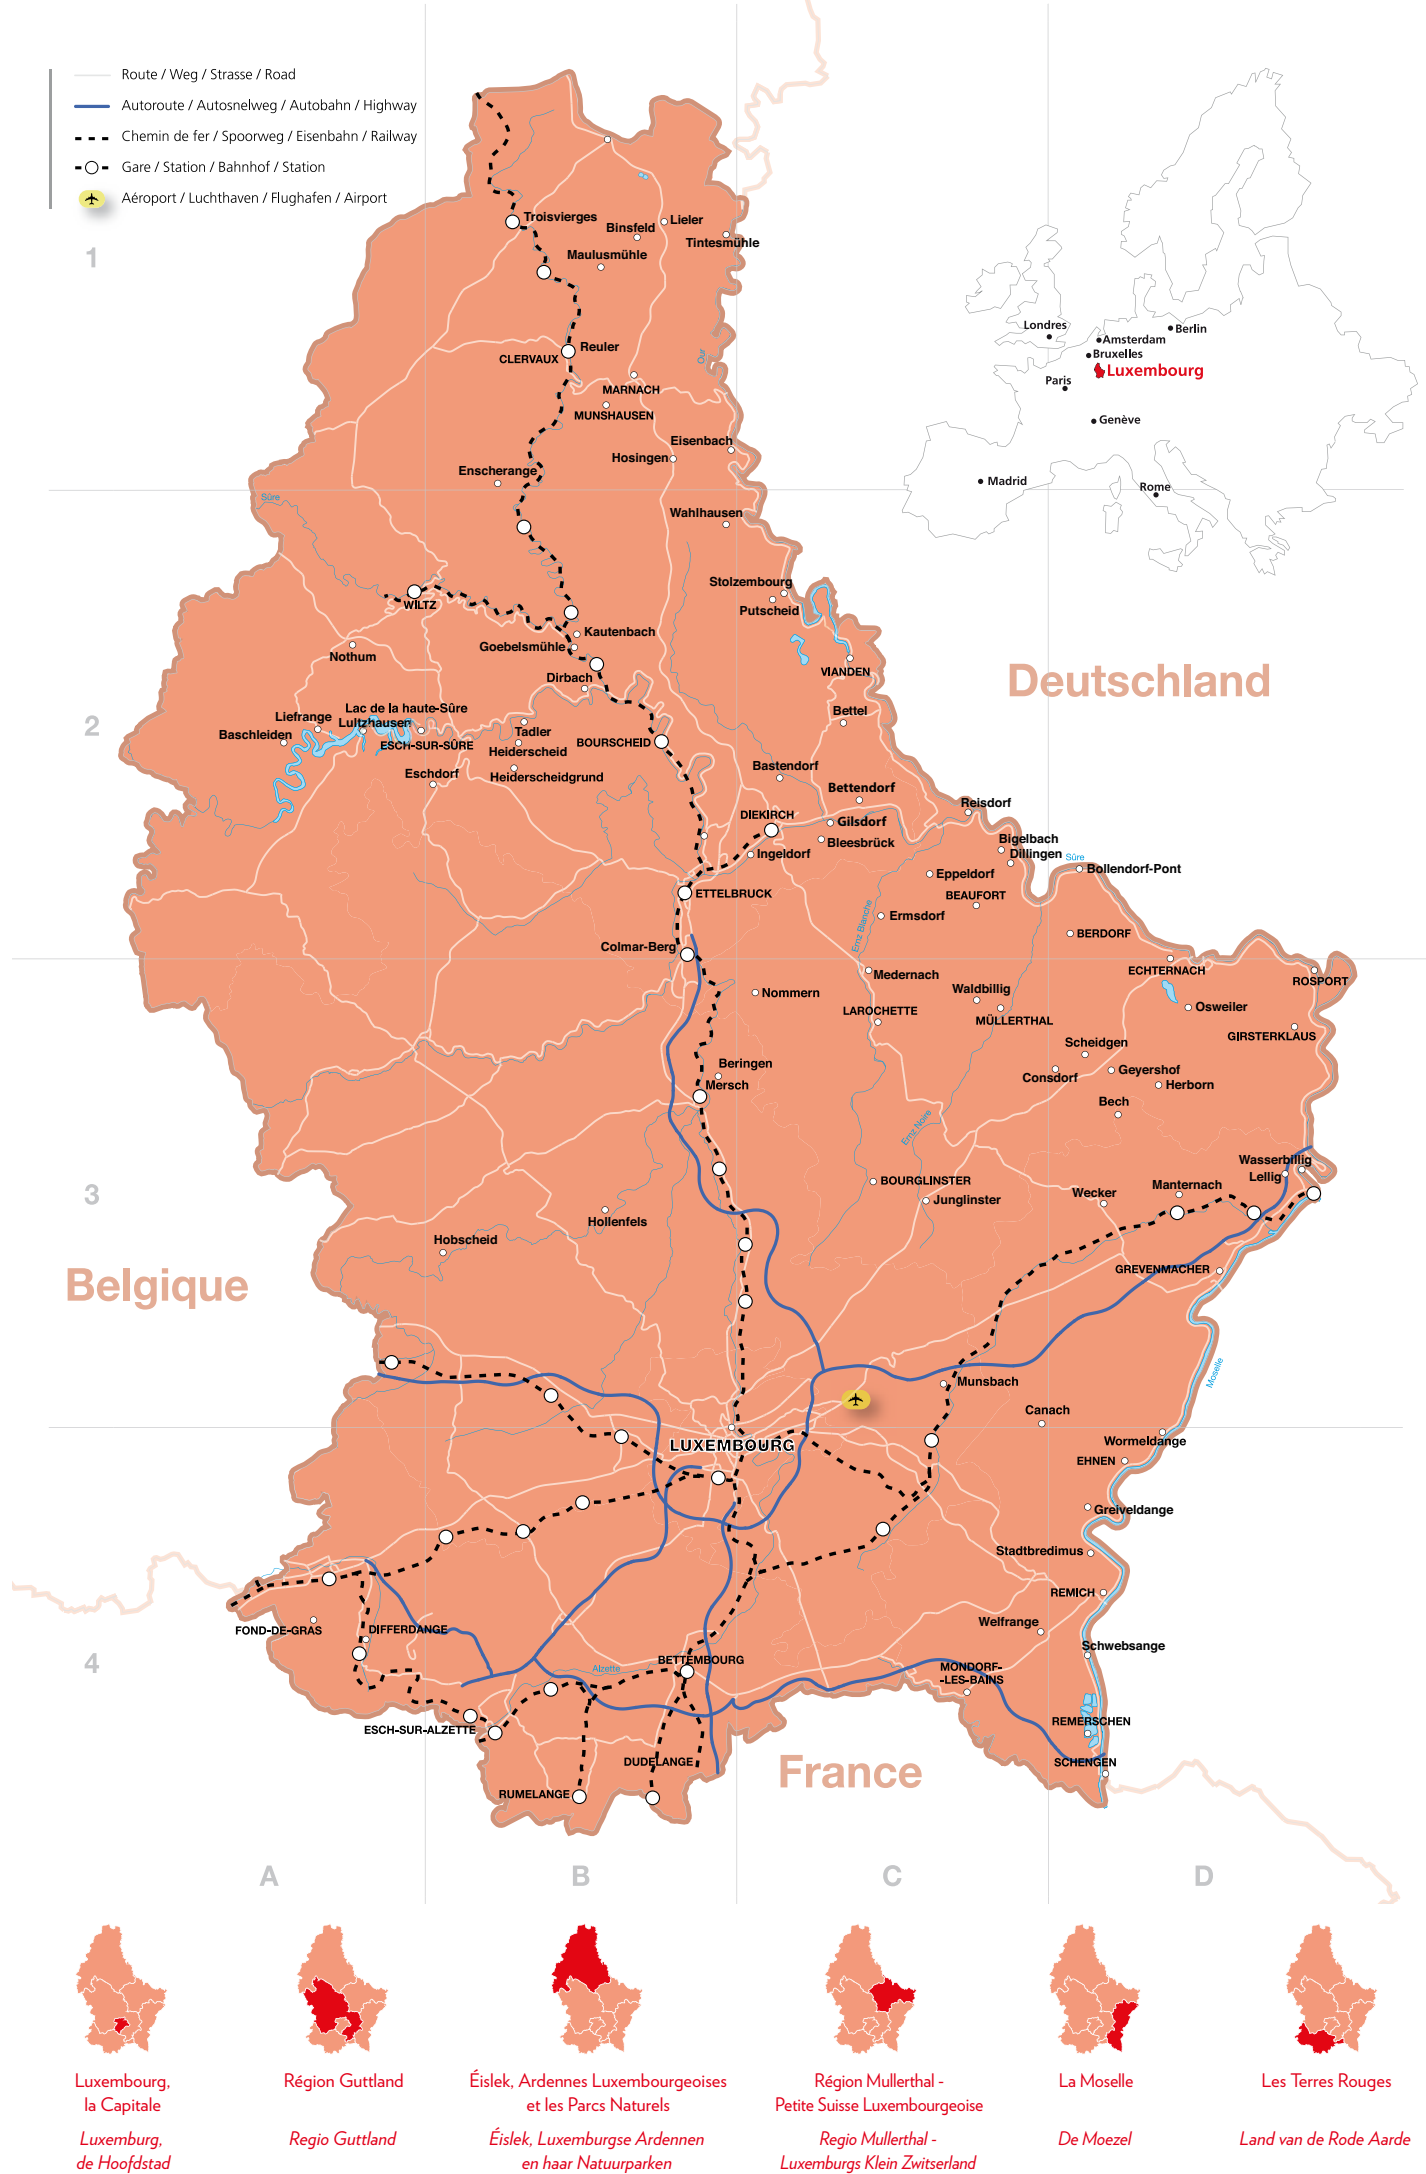 Route / Weg / Strasse / Road
Autoroute / Autosnelweg / Autobahn / Highway
Chemin de fer / Spoorweg / Eisenbahn / Railway
Gare / Station / Bahnhof / Station
Aéroport / Luchthaven / Flughafen / Airport
1
Troisvierges
Binsfeld
Lieler
Tintesmühle
Maulusmühle
Londres
Berlin
Amsterdam
Bruxelles
Luxembourg
Paris
Genève
Madrid
Rome
Our
Reuler
CLERVAUX
MARNACH
MUNSHAUSEN
Eisenbach
Hosingen
Enscherange
Sûre
Wahlhausen
Stolzembourg
Putscheid
WILTZ
Kautenbach
Goebelsmühle
Nothum
Dirbach
VIANDEN
Deutschland
2
Lac de la haute-Sûre
Liefrange
Lultzhausen
Baschleiden
ESCH-SUR-SÛRE
Tadler
Heiderscheid
Heiderscheidgrund
Eschdorf
BOURSCHEID
Bettel
Bastendorf
Bettendorf
Reisdorf
DIEKIRCH
Gilsdorf
Bleesbrück
Ingeldorf
Bigelbach
Dillingen
Sûre
Bollendorf-Pont
Eppeldorf
BEAUFORT
ETTELBRUCK
Ermsdorf
Ernz Blanche
BERDORF
Colmar-Berg
ECHTERNACH
ROSPORT
Medernach
Nommern
Waldbillig
LAROCHETTE
MÜLLERTHAL
Osweiler
GIRSTERKLAUS
Scheidgen
Beringen
Mersch
Consdorf
Geyershof
Herborn
Bech
Ernz Noire
Wasserbillig
Lellig
3
BOURGLINSTER
Junglinster
Wecker
Manternach
Hollenfels
Hobscheid
Belgique
GREVENMACHER
Moselle
Munsbach
Canach
LUXEMBOURG
Wormeldange
EHNEN
Greiveldange
Stadtbredimus
REMICH
FOND-DE-GRAS
DIFFERDANGE
Welfrange
Schwebsange
4
Alzette
BETTEMBOURG
MONDORF-
-LES-BAINS
ESCH-SUR-ALZETTE
REMERSCHEN
DUDELANGE
SCHENGEN
RUMELANGE
France
A
B
C
D
Luxembourg,
la Capitale
Luxemburg,
de Hoofdstad
Région Guttland
Regio Guttland
Éislek, Ardennes Luxembourgeoises
et les Parcs Naturels
Éislek, Luxemburgse Ardennen
en haar Natuurparken
Région Mullerthal -
Petite Suisse Luxembourgeoise
Regio Mullerthal -
Luxemburgs Klein Zwitserland
La Moselle
De Moezel
Les Terres Rouges
Land van de Rode Aarde